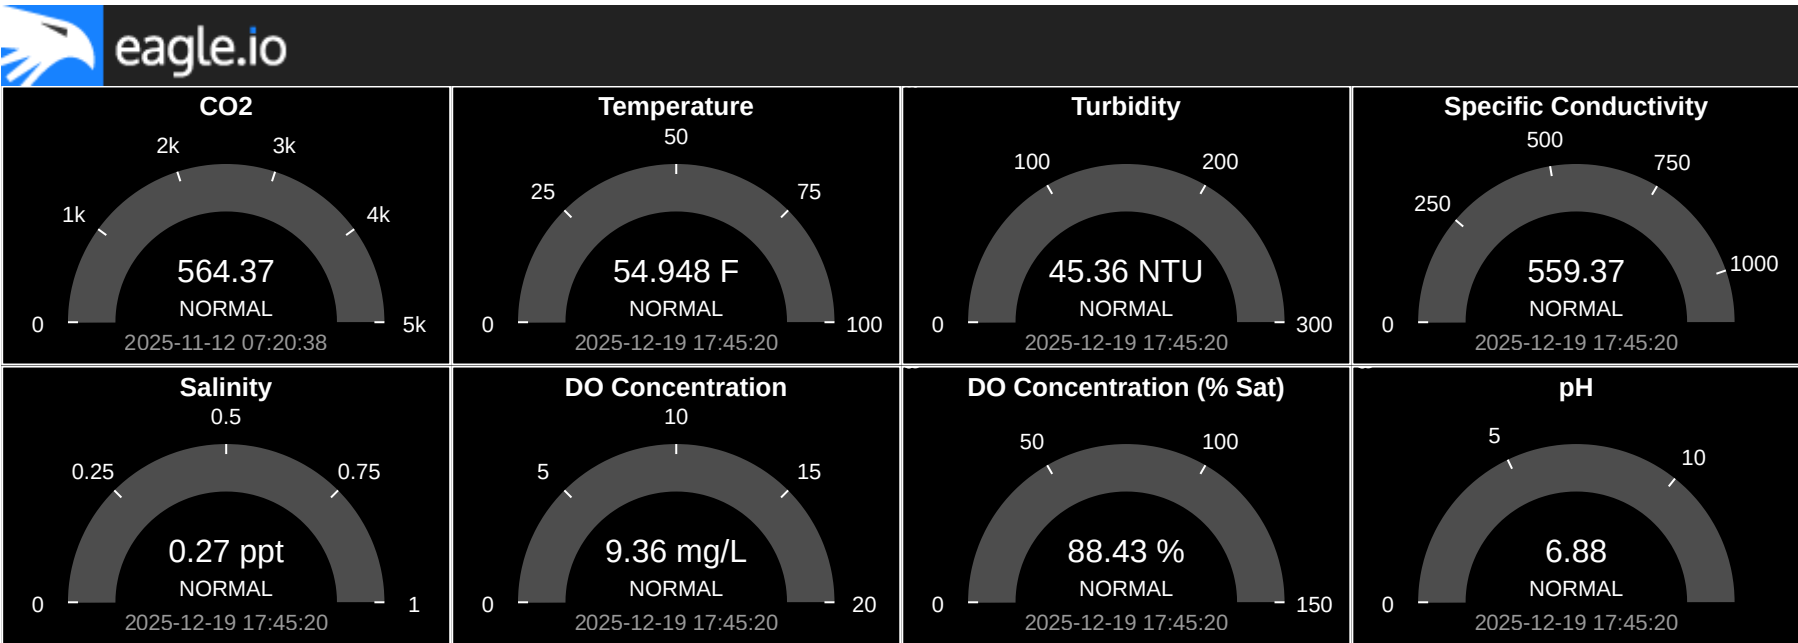 eagle.io
CO2
2k
3k
1k
4k
564.37
NORMAL
0
5k
2025-11-12 07:20:38
Temperature
50
25
75
54.948 F
NORMAL
0
100
2025-12-19 17:45:20
Turbidity
100
200
45.36 NTU
NORMAL
0
300
2025-12-19 17:45:20
Specific Conductivity
500
750
250
1000
559.37
NORMAL
0
2025-12-19 17:45:20
Salinity
0.5
0.25
0.75
0.27 ppt
NORMAL
0
1
2025-12-19 17:45:20
DO Concentration
10
5
15
9.36 mg/L
NORMAL
0
20
2025-12-19 17:45:20
DO Concentration (% Sat)
50
100
88.43 %
NORMAL
0
150
2025-12-19 17:45:20
pH
5
10
6.88
NORMAL
0
2025-12-19 17:45:20